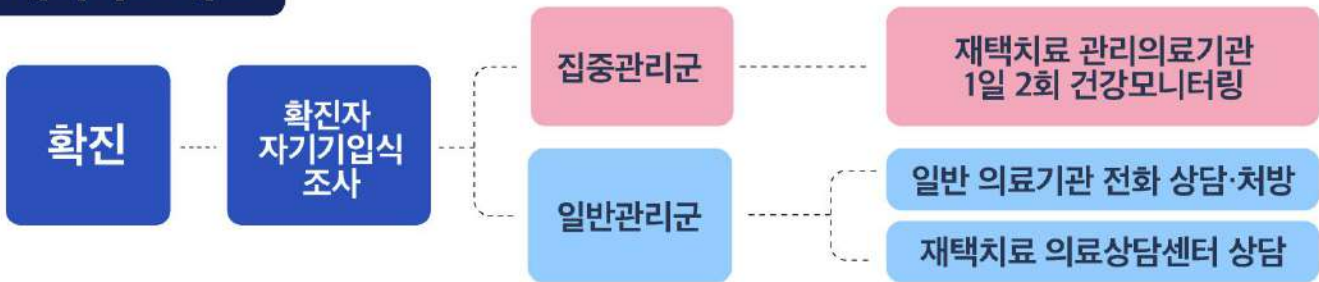 확진
확진자
자기기입식
조사
집중관리군
재택치료 관리의료기관
1일 2회 건강모니터링
일반관리군
일반 의료기관 전화 상담·처방
재택치료 의료상담센터 상담